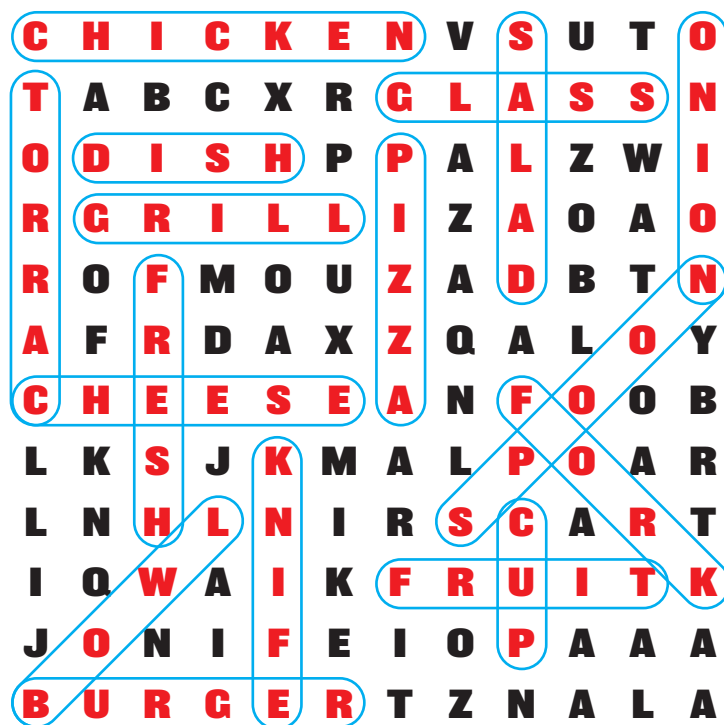 C H I C K E N V S U T O
T A B C X R G L A S S N
O D I S H P P A L Z W I
R G R I L L I Z A O A O
R O F M O U Z A D B T N
A F R D A X Z Q A L O Y
C H E E S E A N F O O B
L K S J K M A L P O A R
L N H L N I R S C A R T
I Q W A I K F R U I T K
J O N I F E I O P A A A
B U R G E R T Z N A L A